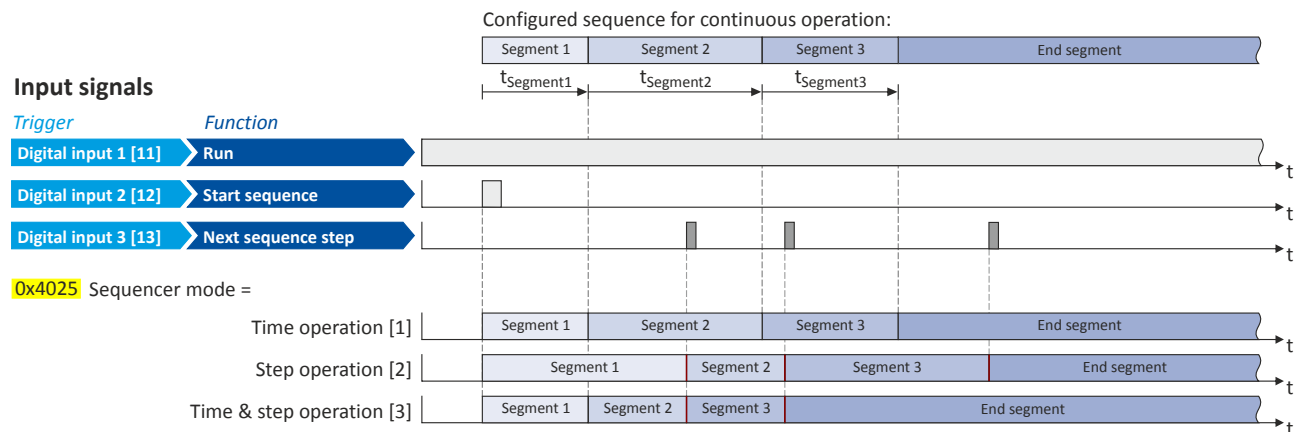 Configured sequence for continuous operation:
Segment 1 Segment 2 Segment 3 End segment
tSegment1 tSegment2 tSegment3
Input signals
Trigger Function
Digital input 1 [11] Run
t
Digital input 2 [12] Start sequence
t
Digital input 3 [13] Next sequence step
t
0x4025 Sequencer mode =
Time operation [1] Segment 1 Segment 2 Segment 3 End segment
t
Step operation [2] Segment 1 Segment 2 Segment 3 End segment
t
Time & step operation [3] Segment 1 Segment 2 Segment 3 End segment
t